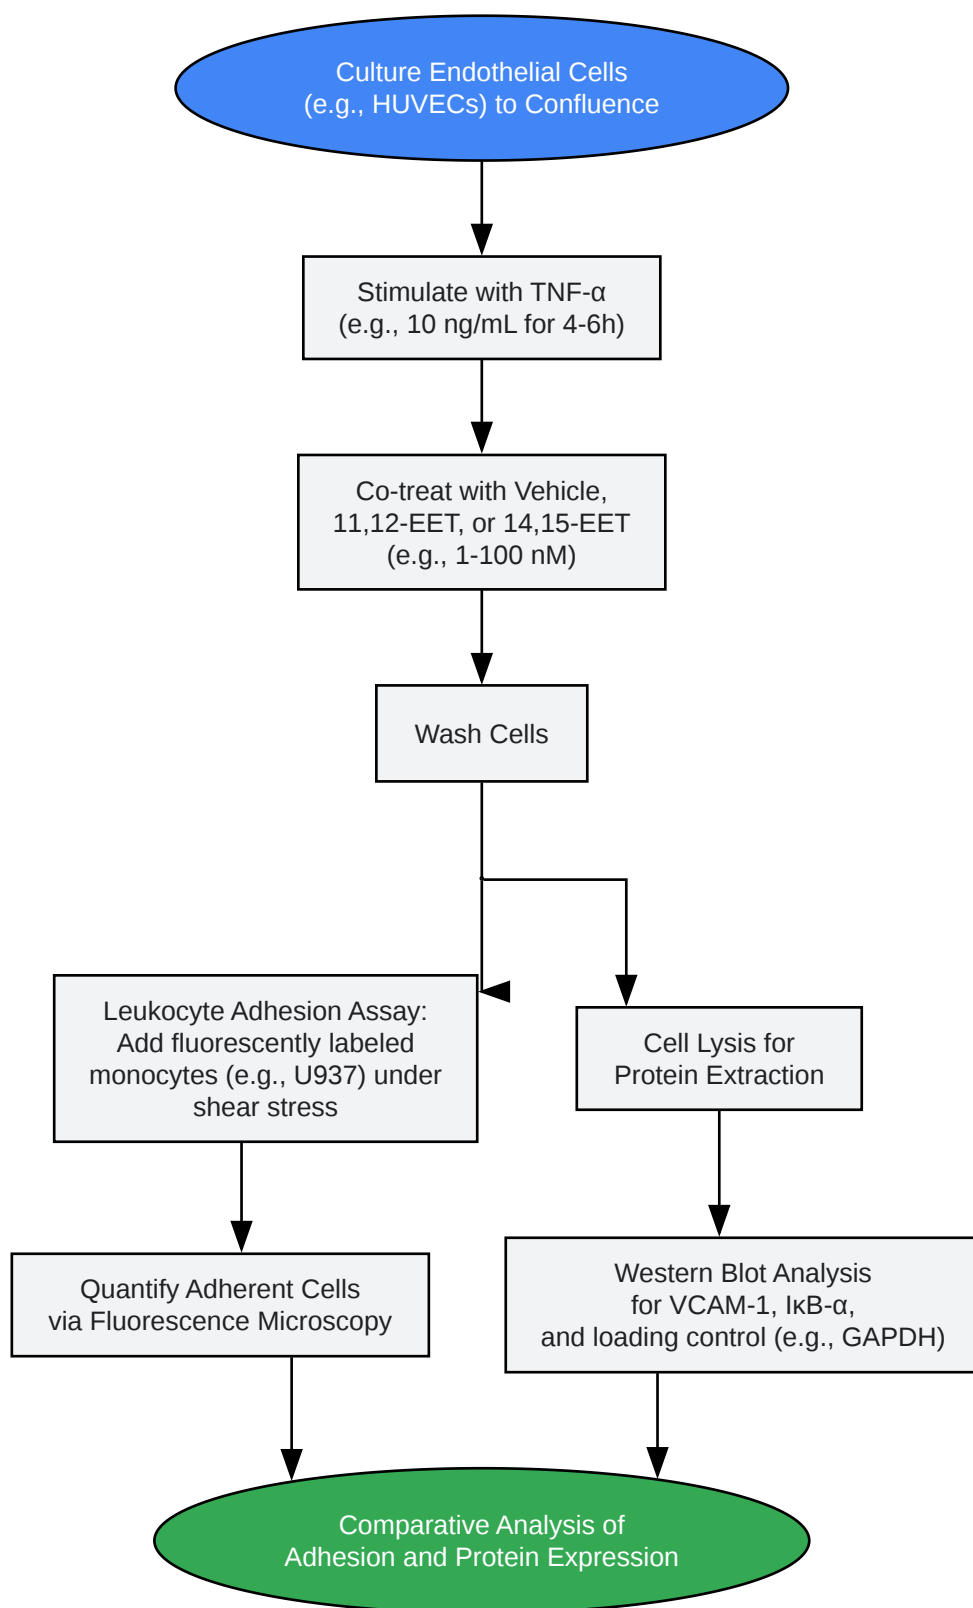 Culture Endothelial Cells
(e.g., HUVECs) to Confluence
Stimulate with TNF-α
(e.g., 10 ng/mL for 4-6h)
Co-treat with Vehicle,
11,12-EET, or 14,15-EET
(e.g., 1-100 nM)
Wash Cells
Leukocyte Adhesion Assay:
Add fluorescently labeled
monocytes (e.g., U937) under
shear stress
Cell Lysis for
Protein Extraction
Quantify Adherent Cells
via Fluorescence Microscopy
Western Blot Analysis
for VCAM-1, IκB-α,
and loading control (e.g., GAPDH)
Comparative Analysis of
Adhesion and Protein Expression